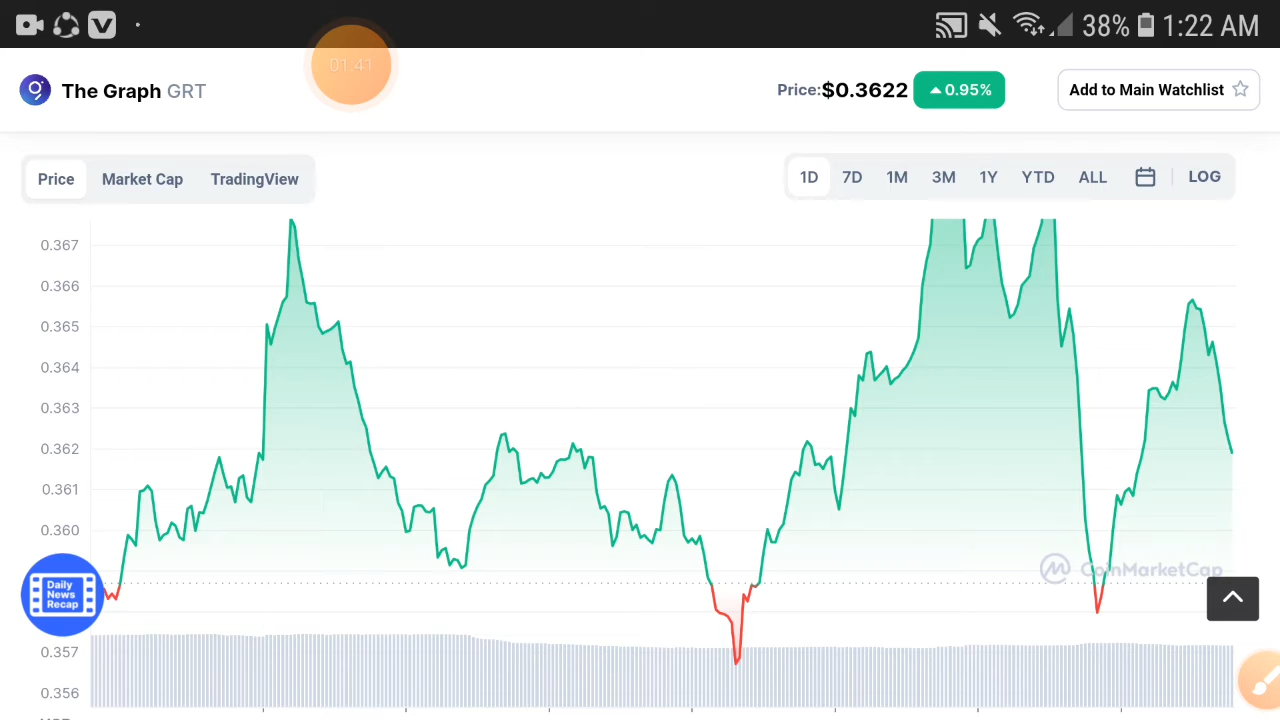 38% 1:22 AM
01:41
The Graph GRT
Price:$0.3622 0.95%
Add to Main Watchlist
Price Market Cap TradingView
1D 7D 1M 3M 1Y YTD ALL LOG
0.367
0.366
0.365
0.364
0.363
0.362
0.361
0.360
CoinMarketCap
Daily
News
Recap
0.357
0.356